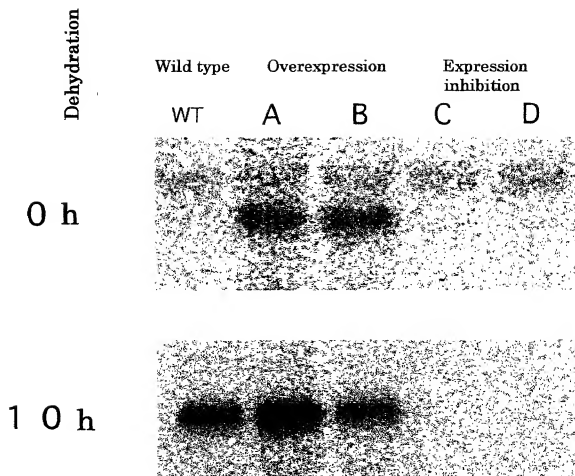 Dehydration
Wild type Overexpression Expression
inhibition
WT A B C D
0 h
10 h